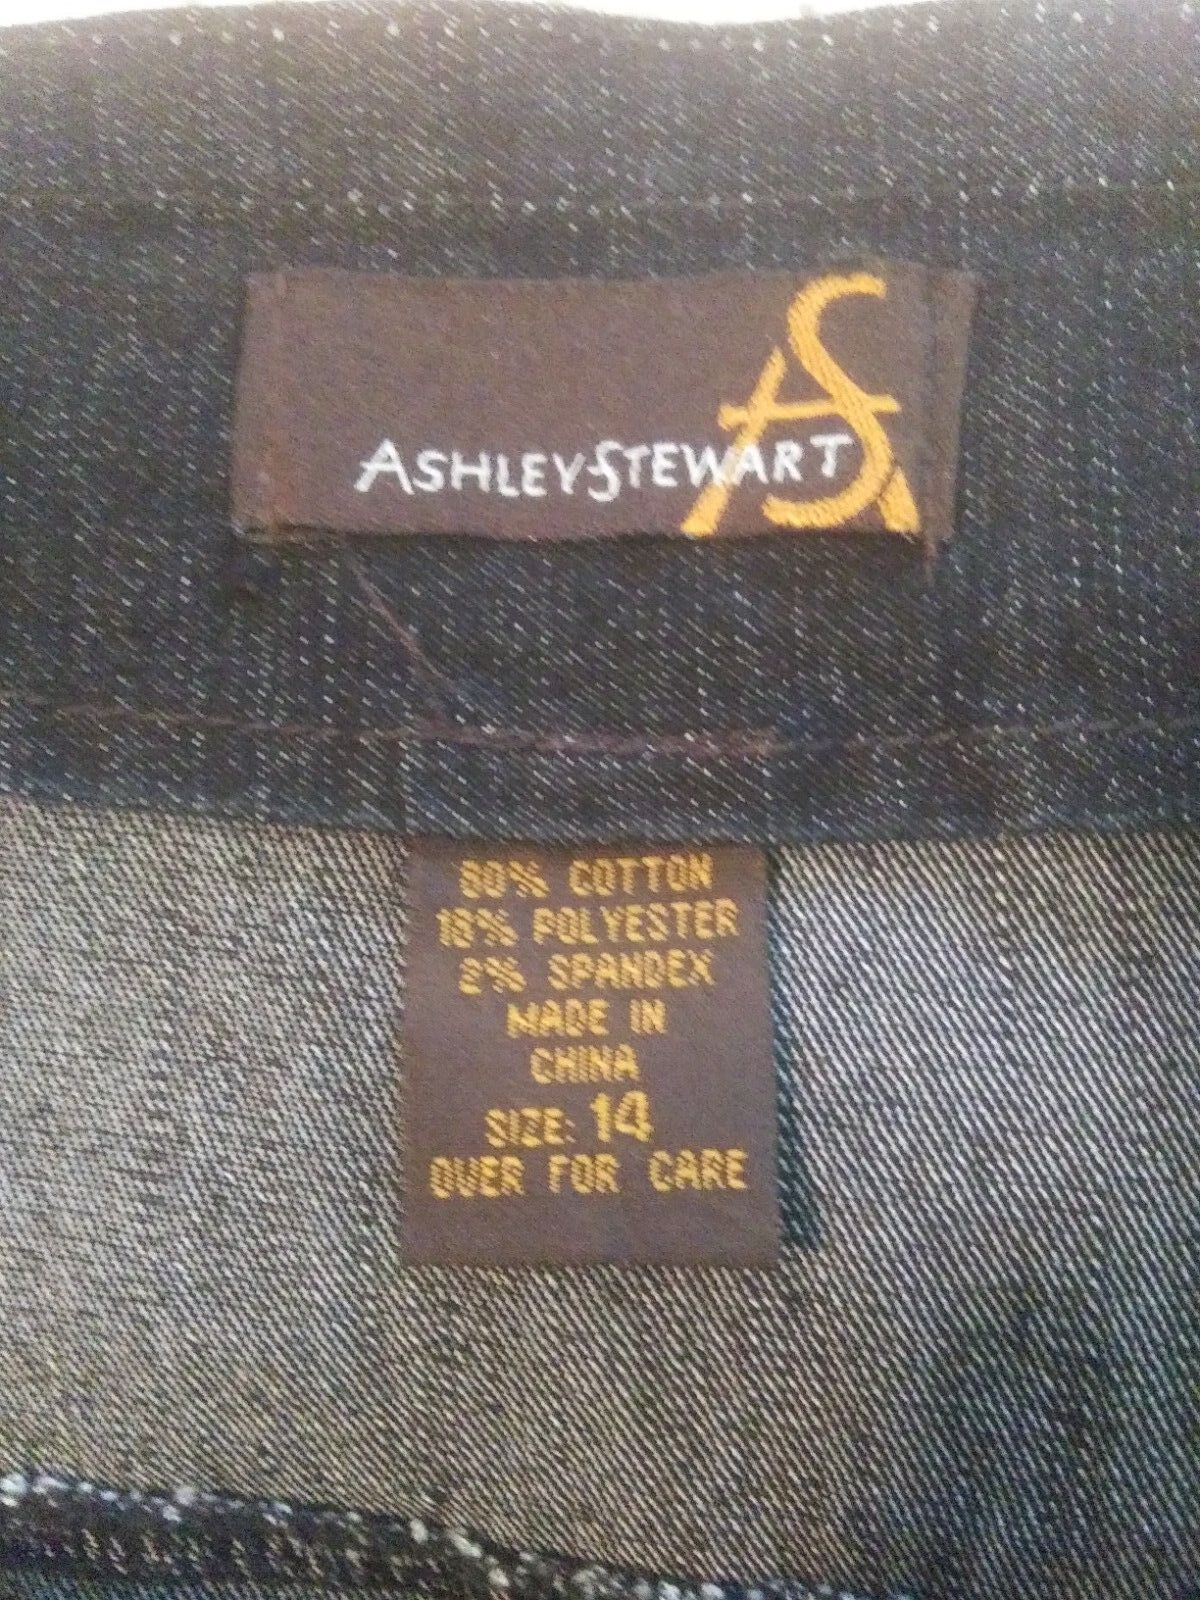 AS
ASHLEY STEWART
80% COTTON
18% POLYESTER
2% SPANDEX
MADE IN
CHINA
SIZE: 14
OVER FOR CARE